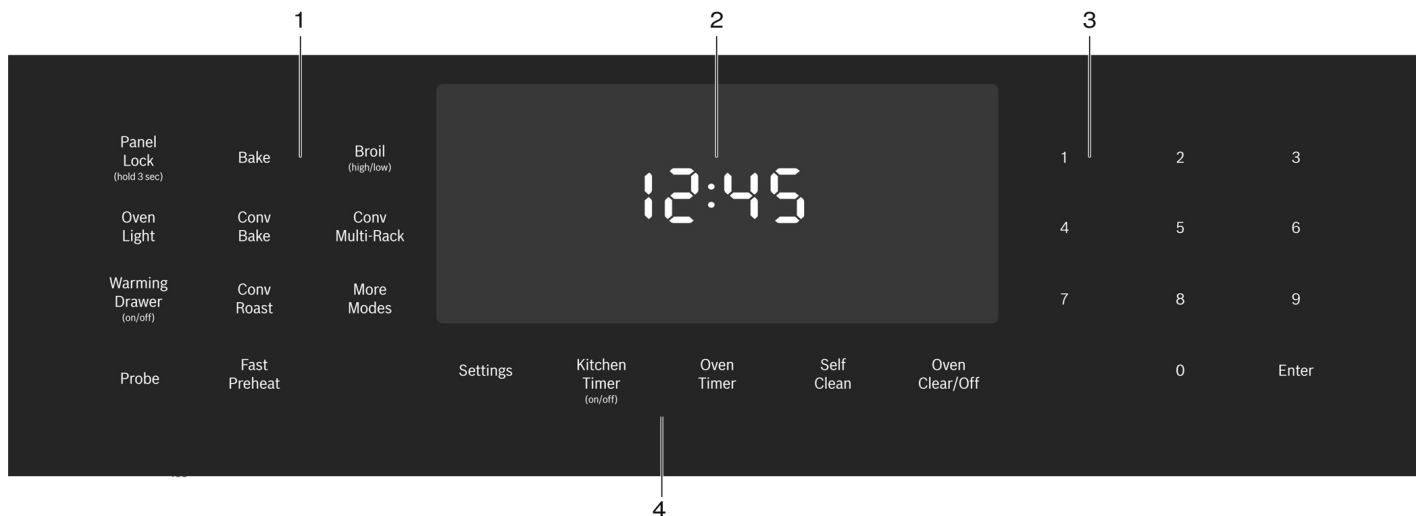 1
2
3
Panel
Lock
(hold 3 sec)
Bake
Broil
(high/low)
Oven
Light
Conv
Bake
Conv
Multi-Rack
Warming
Drawer
(on/off)
Conv
Roast
More
Modes
Probe
Fast
Preheat
12:45
Settings
Kitchen
Timer
(on/off)
Oven
Timer
Self
Clean
Oven
Clear/Off
1 2 3
4 5 6
7 8 9
0 Enter
4